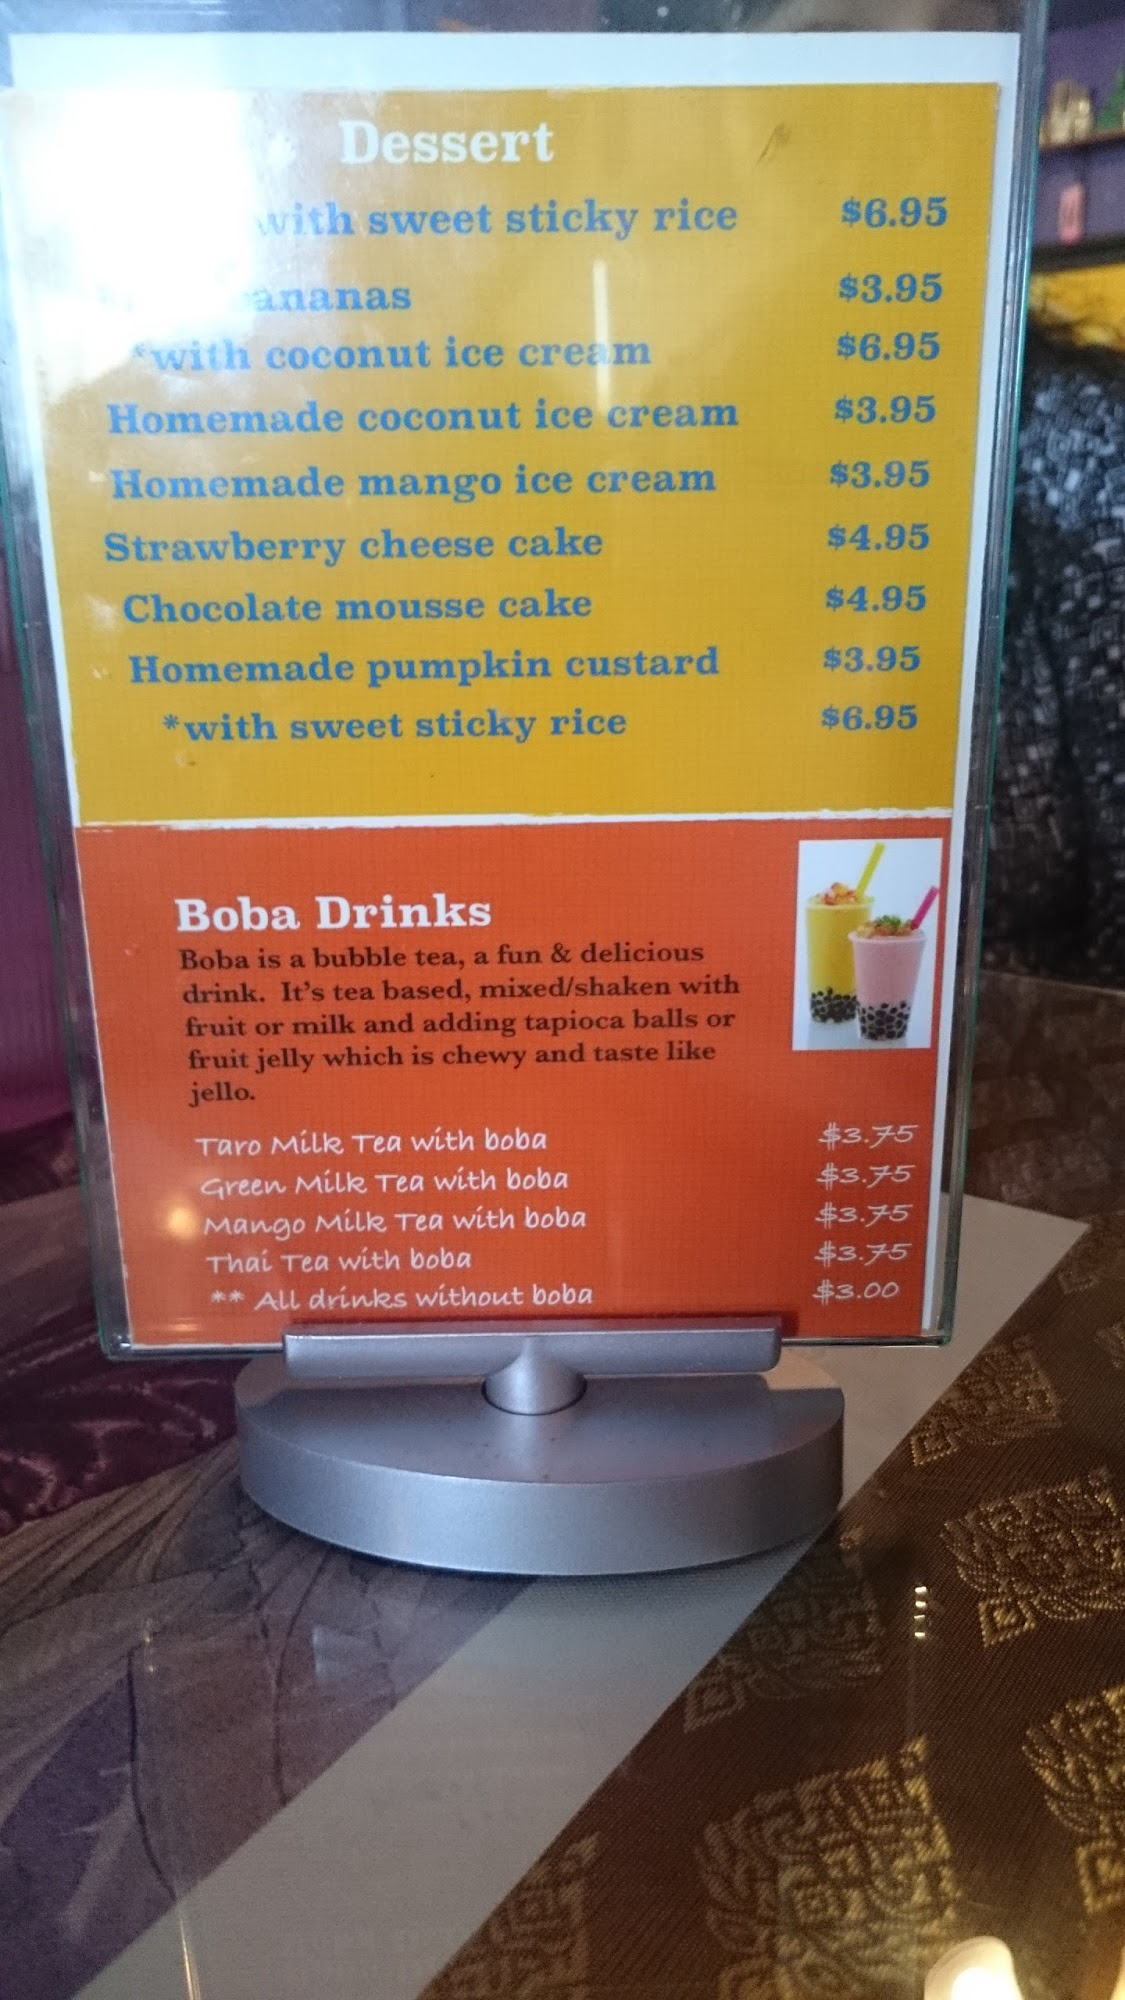 Dessert
with sweet sticky rice $6.95
$3.95
*with coconut ice cream $6.95
Homemade coconut ice cream $3.95
Homemade mango ice cream $3.95
Strawberry cheese cake $4.95
Chocolate mousse cake $4.95
Homemade pumpkin custard $3.95
*with sweet sticky rice $6.95
Boba Drinks
Boba is a bubble tea, a fun & delicious
drink. It's tea based, mixed/shaken with
fruit or milk and adding tapioca balls or
fruit jelly which is chewy and taste like
jello.
Taro Milk Tea with boba $3.75
Green Milk Tea with boba $3.75
Mango Milk Tea with boba $3.75
Thai Tea with boba $3.75
** All drinks without boba $3.00